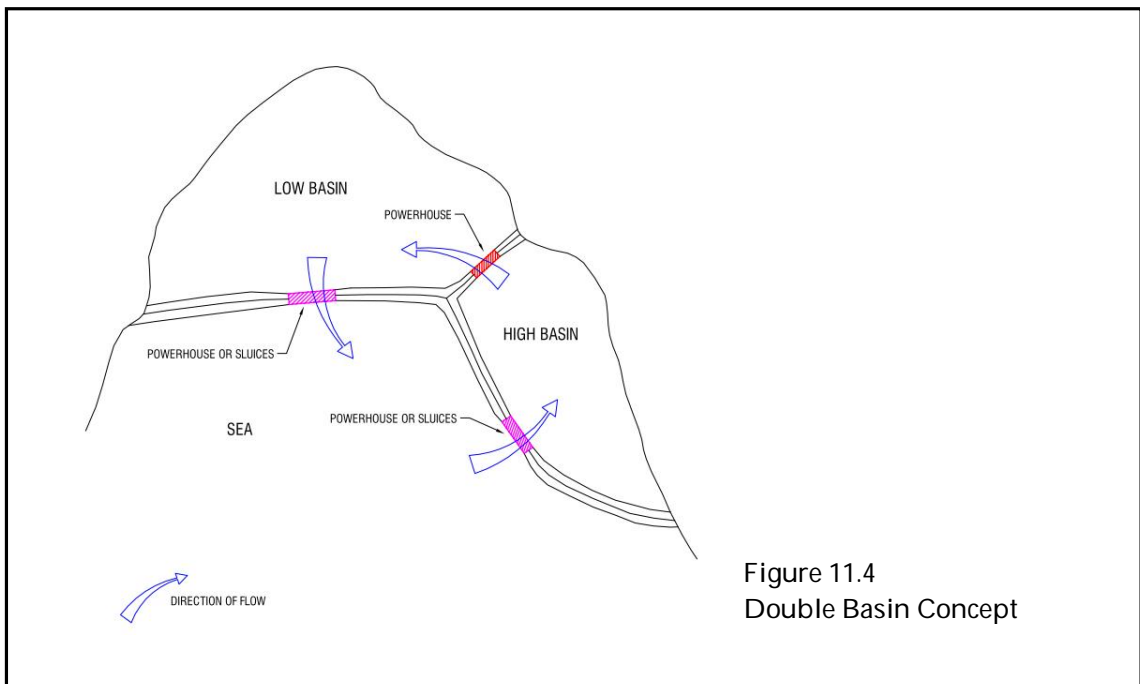 LOW BASIN
POWERHOUSE
HIGH BASIN
POWERHOUSE OR SLUICES
POWERHOUSE OR SLUICES
SEA
DIRECTION OF FLOW
Figure 11.4
Double Basin Concept